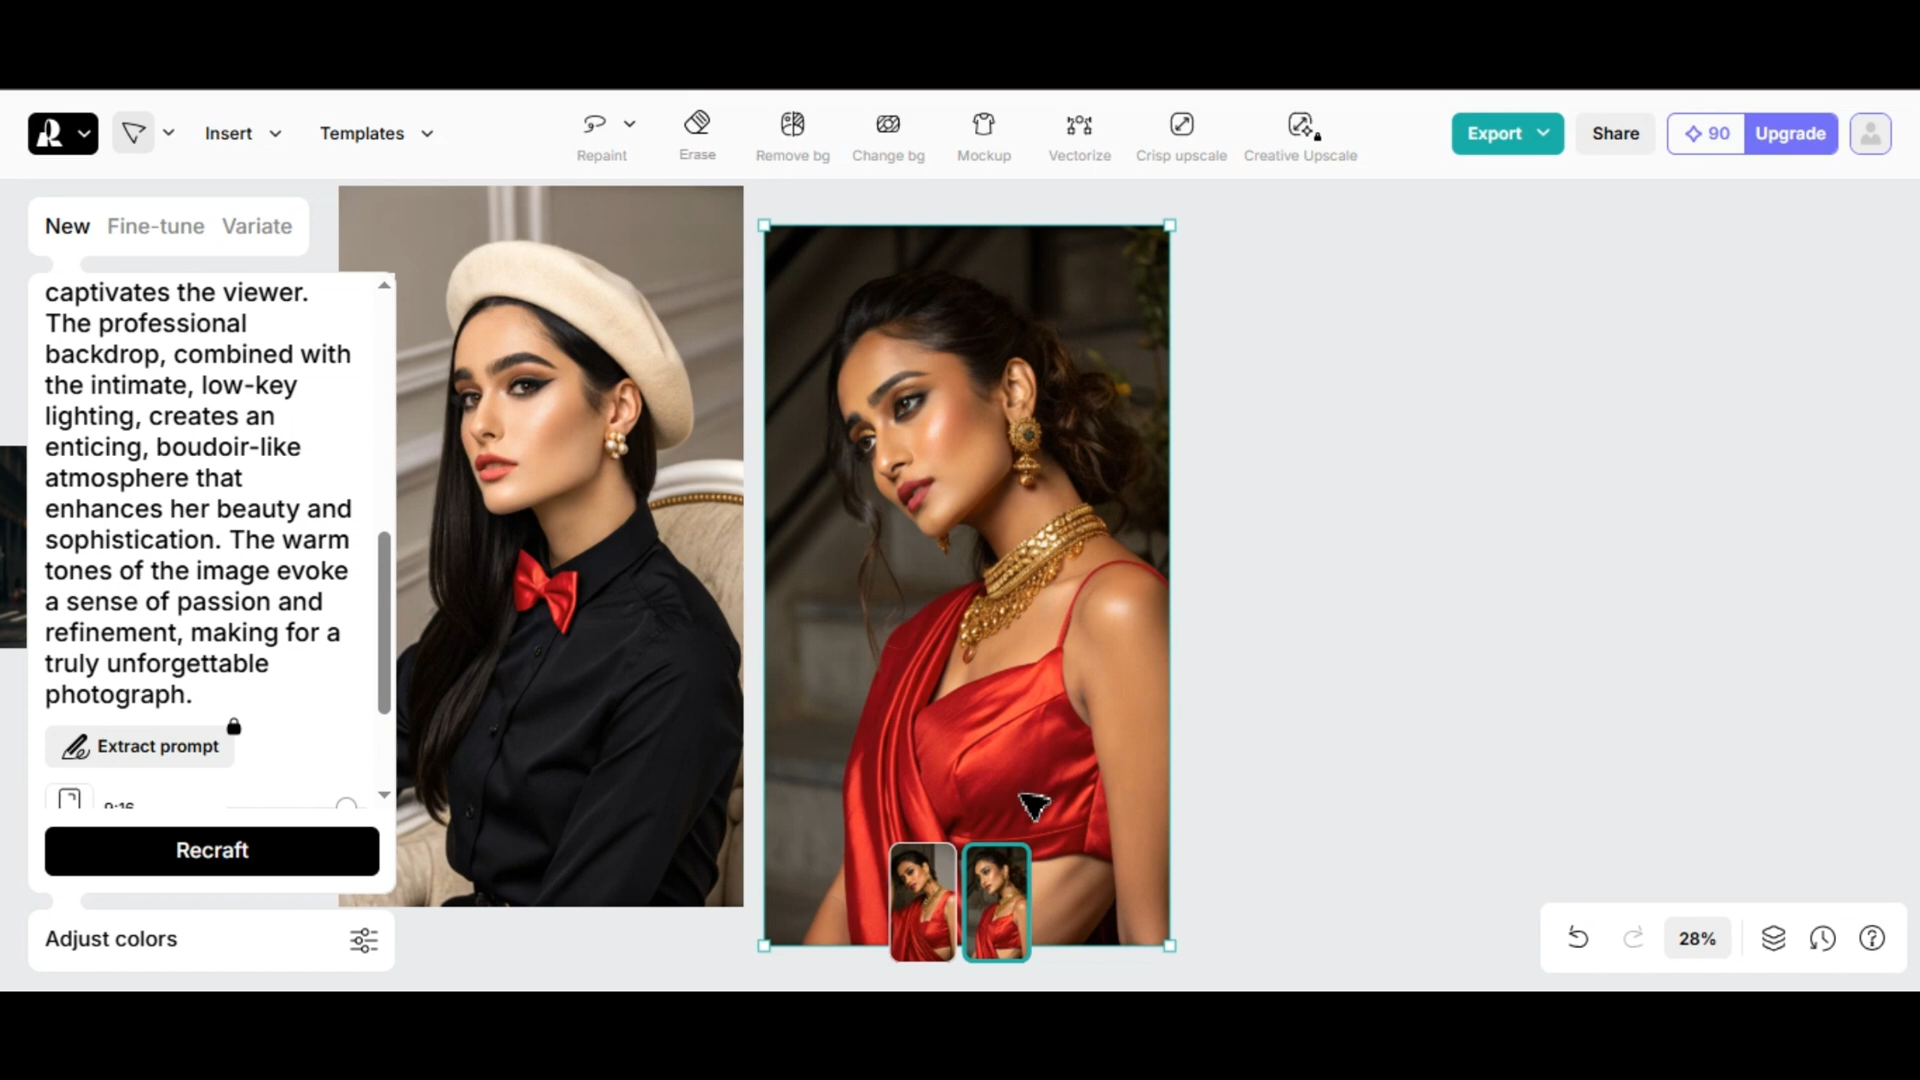 Insert
Templates
Repaint
Erase
Remove bg
Change bg
Mockup
Vectorize
Crisp upscale
Creative Upscale
Export
Share
90
Upgrade
New Fine-tune Variate
captivates the viewer.
The professional
backdrop, combined with
the intimate, low-key
lighting, creates an
enticing, boudoir-like
atmosphere that
enhances her beauty and
sophistication. The warm
tones of the image evoke
a sense of passion and
refinement, making for a
truly unforgettable
photograph.
Extract prompt
9:16
Recraft
Adjust colors
28%